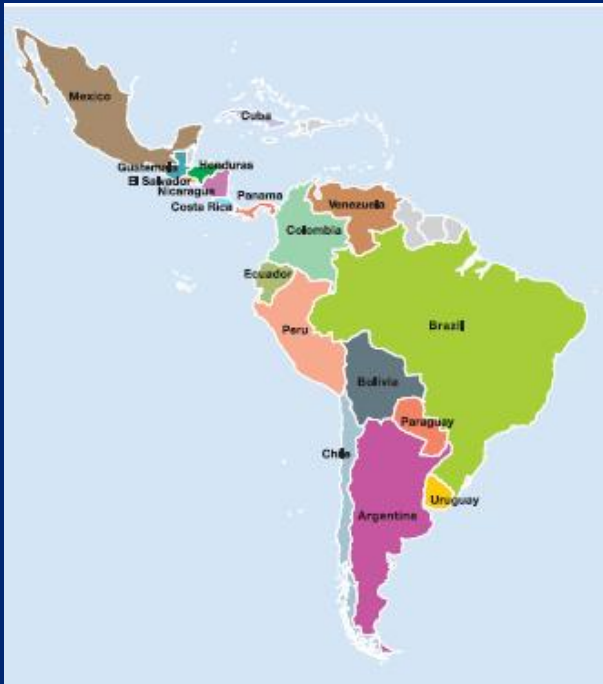 Mexico
Cuba
Guatemala
Honduras
El Salvador
Nicaragua
Costa Rica
Panama
Venezuela
Colombia
Ecuador
Peru
Brazil
Bolivia
Paraguay
Chile
Uruguay
Argentina